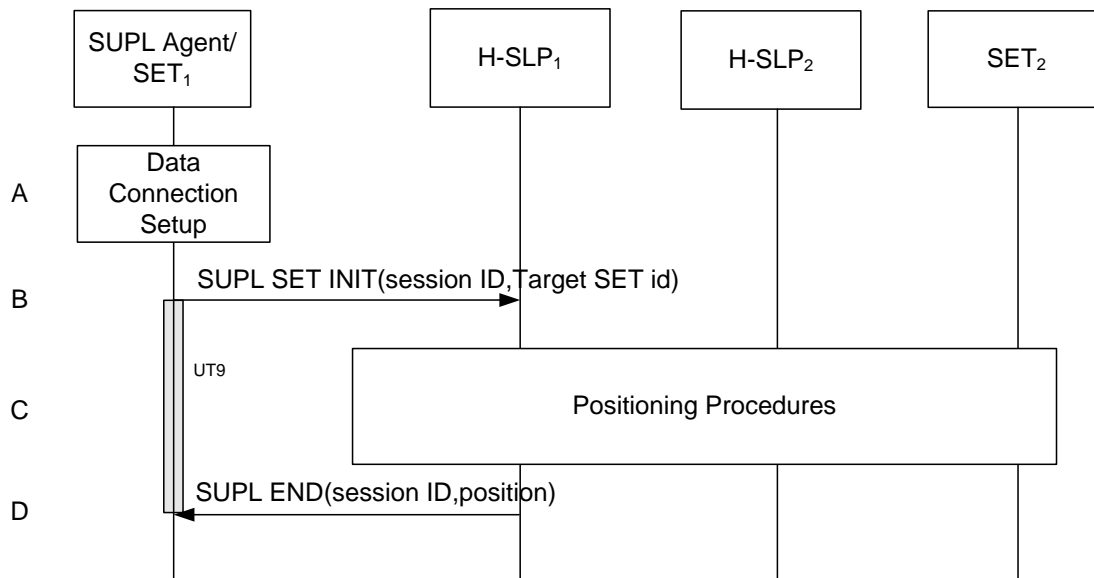 SUPL Agent/
SET1
H-SLP1
H-SLP2
SET2
A
Data
Connection
Setup
B
SUPL SET INIT(session ID,Target SET id)
UT9
C
Positioning Procedures
D
SUPL END(session ID,position)